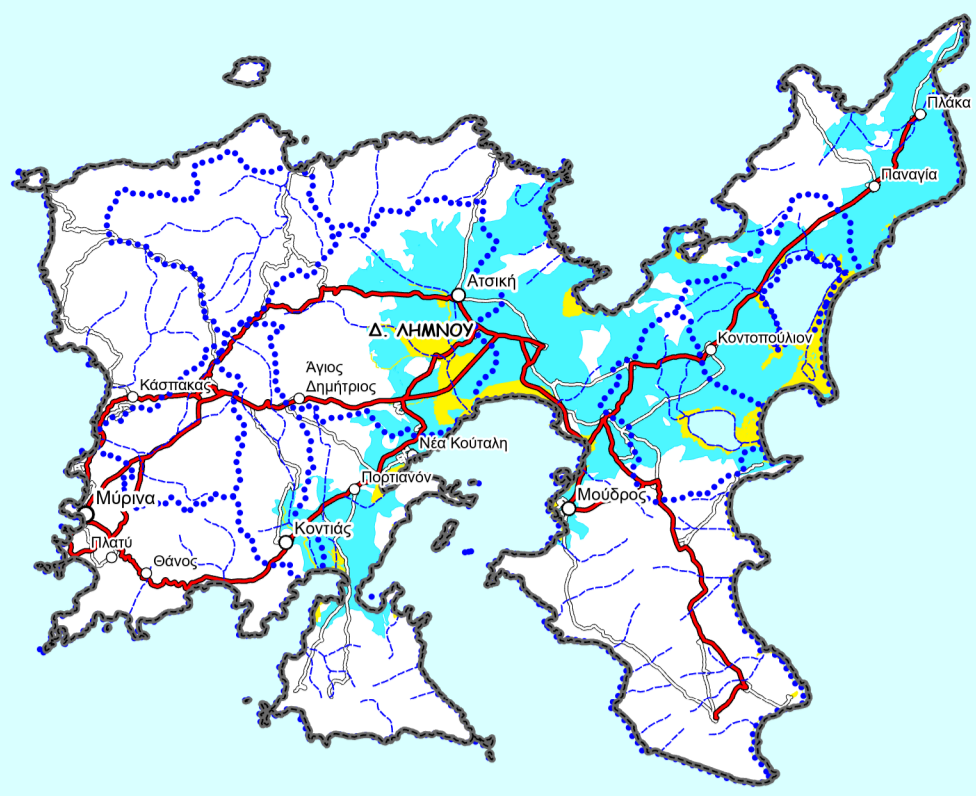 Πλάκα
Παναγία
Ατσική
Δ. ΛΗΜΝΟΥ
Κοντοπούλιον
Άγιος
Δημήτριος
Κάσπακας
Νέα Κούταλη
Πορτιανόν
Μύρινα
Μούδρος
Κοντιάς
Πλατύ
Θάνος